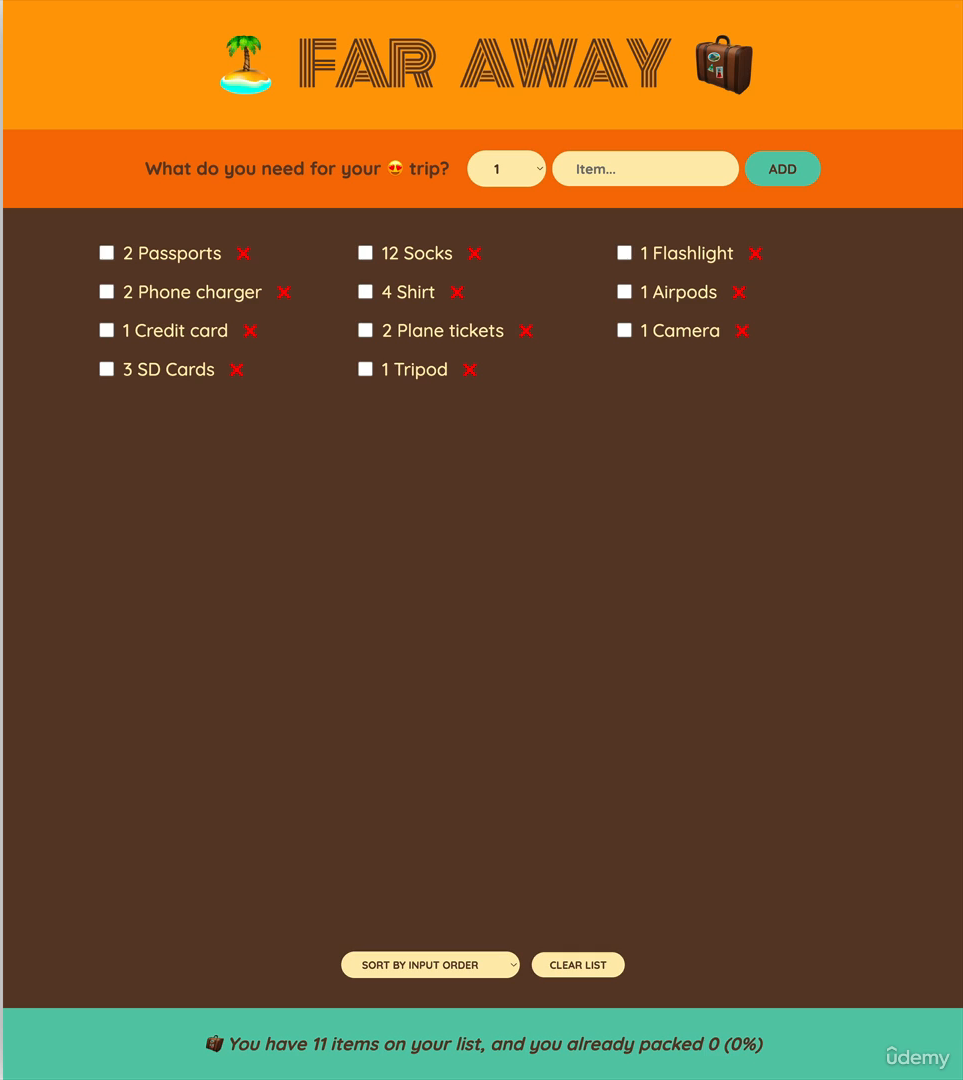 FAR AWAY
What do you need for your 😍 trip? 1 Item... ADD
2 Passports ❌ 12 Socks ❌ 1 Flashlight ❌
2 Phone charger ❌ 4 Shirt ❌ 1 Airpods ❌
1 Credit card ❌ 2 Plane tickets ❌ 1 Camera ❌
3 SD Cards ❌ 1 Tripod ❌
SORT BY INPUT ORDER CLEAR LIST
You have 11 items on your list, and you already packed 0 (0%)
ûdemy